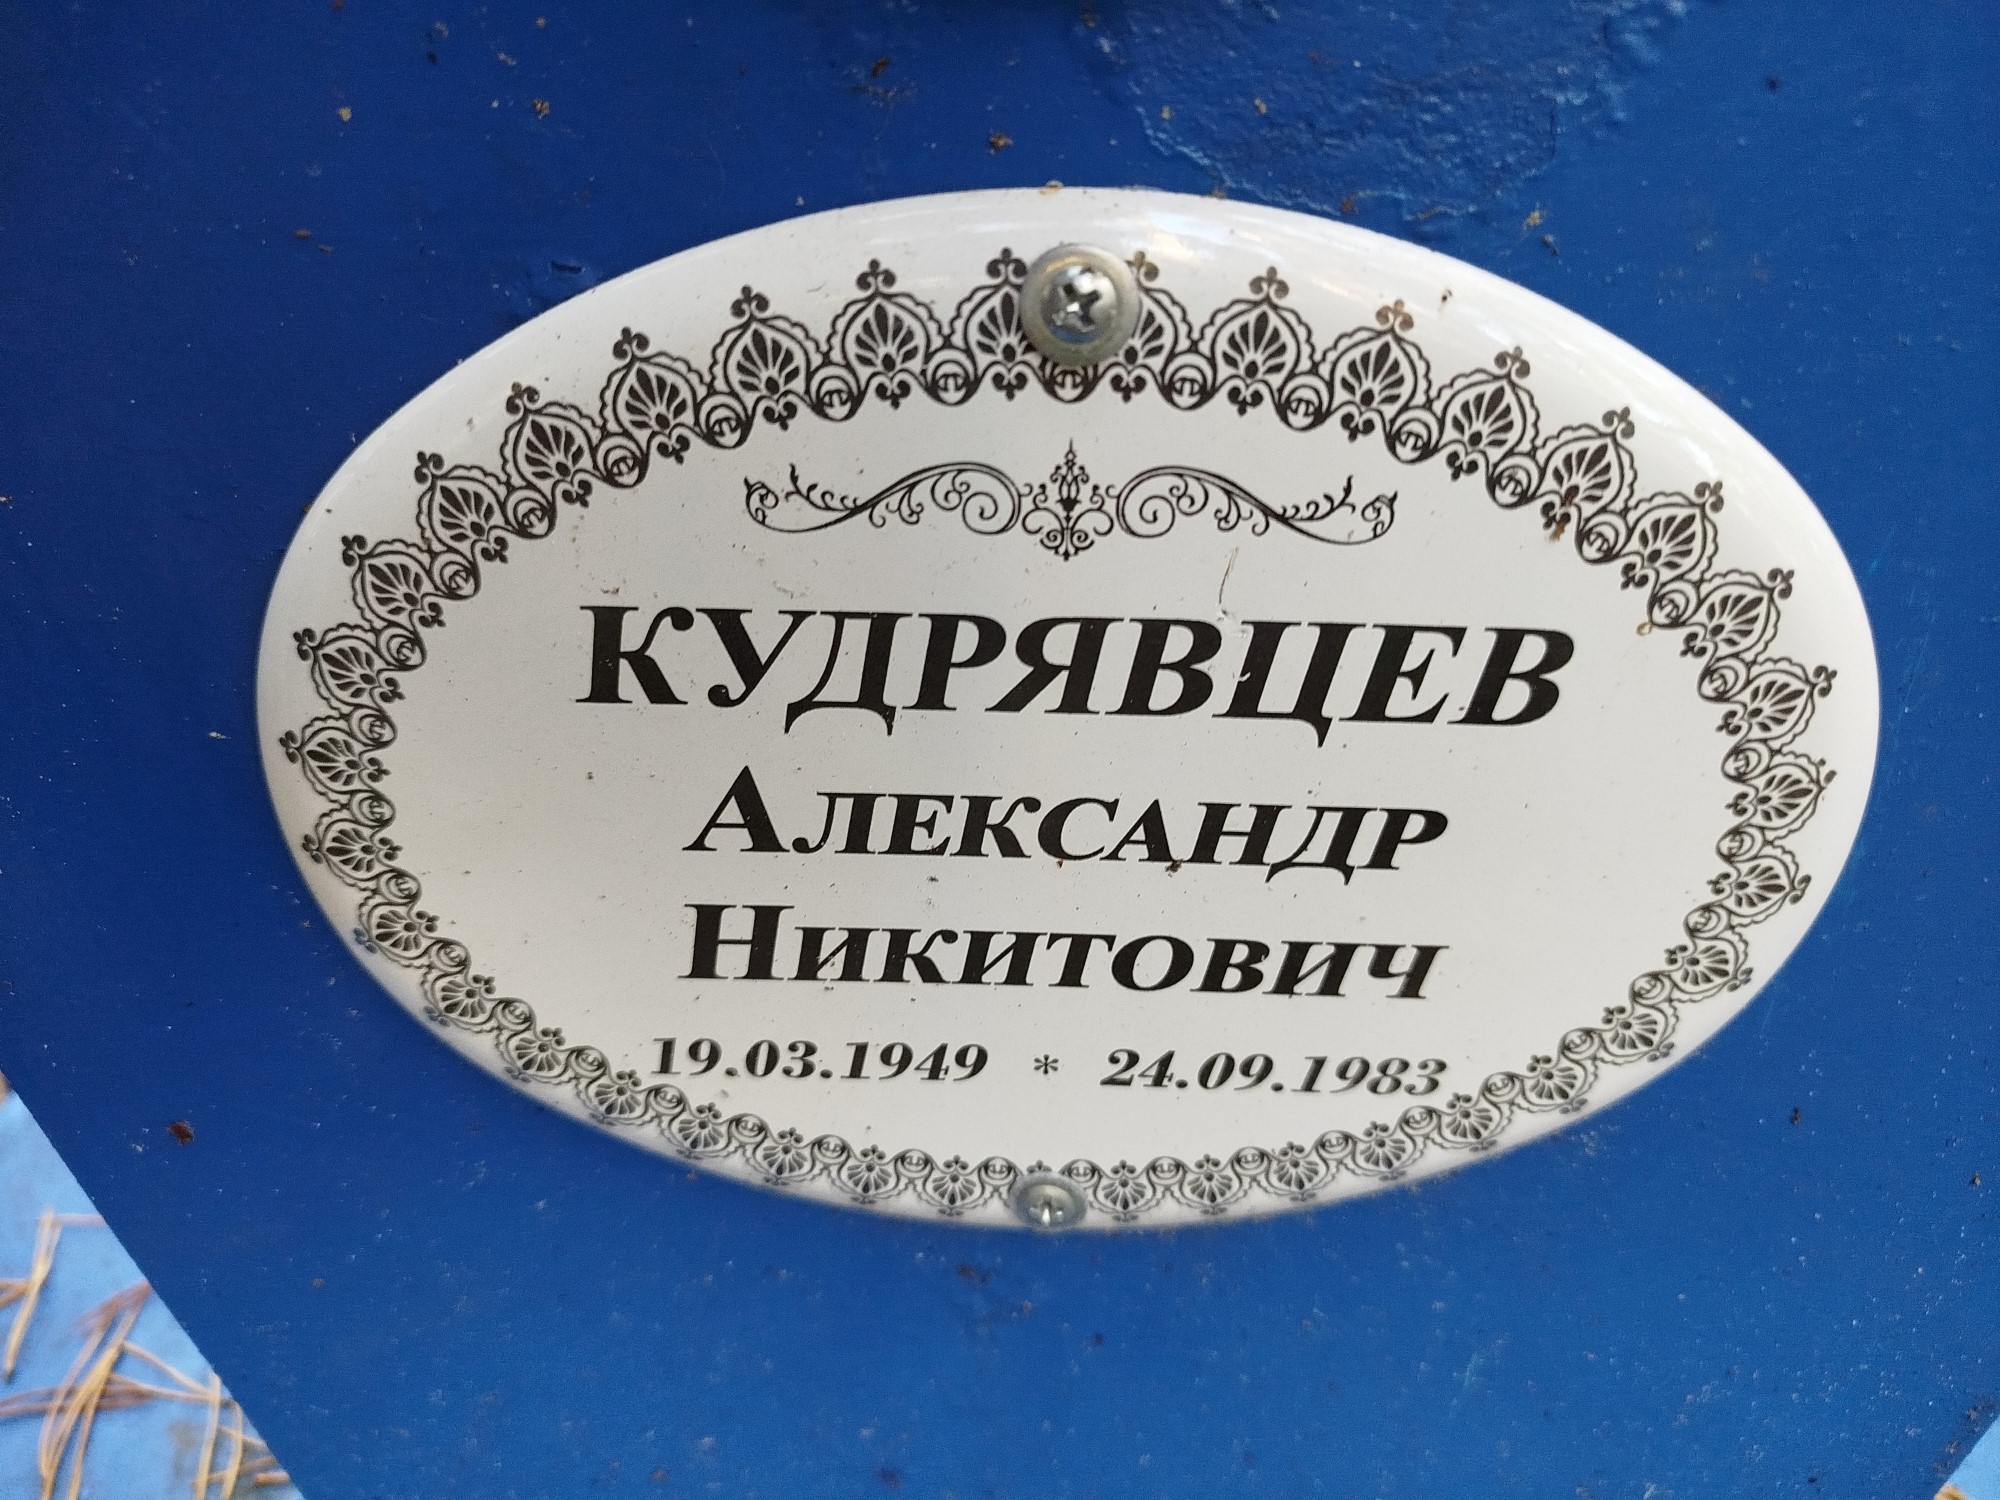 КУДРЯВЦЕВ
Александр
Никитович
19.03.1949 * 24.09.1983